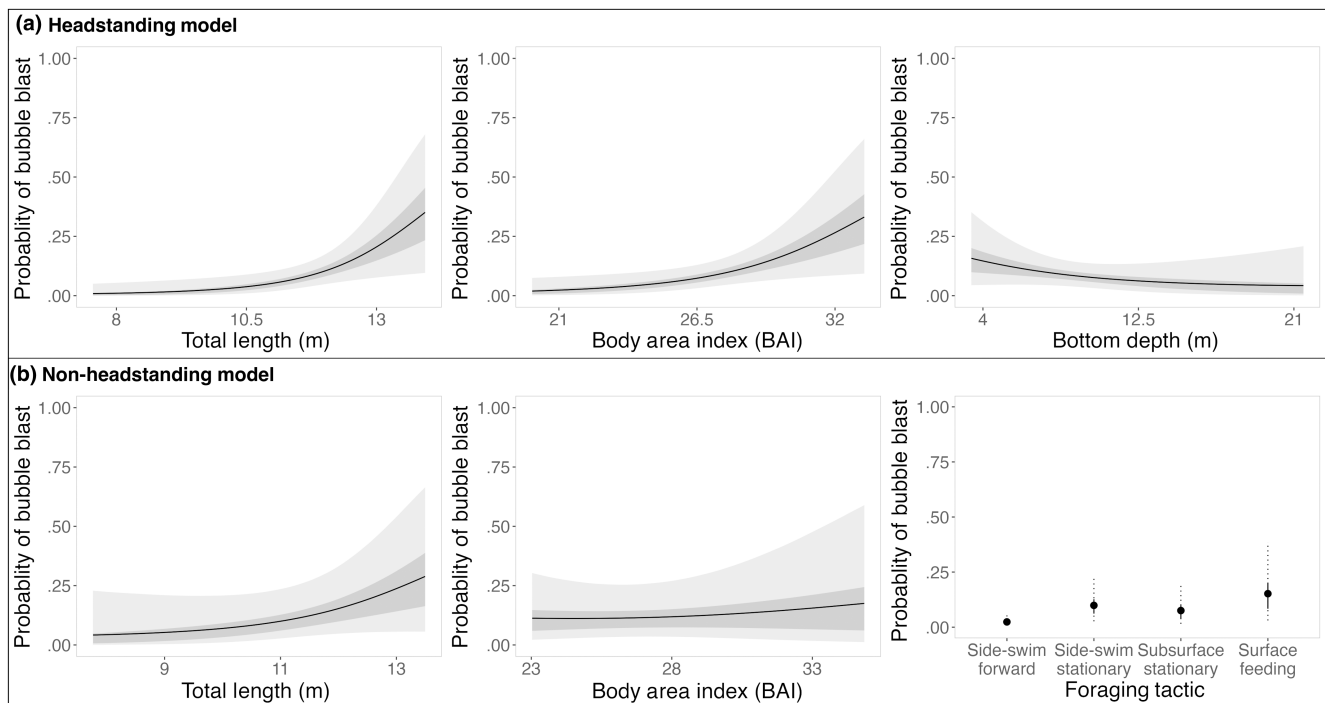 (a) Headstanding model
Probablity of bubble blast
1.00
.75
.50
.25
.00
8 10.5 13
Total length (m)
Probablity of bubble blast
1.00
.75
.50
.25
.00
21 26.5 32
Body area index (BAI)
Probablity of bubble blast
1.00
.75
.50
.25
.00
4 12.5 21
Bottom depth (m)
(b) Non-headstanding model
Probablity of bubble blast
1.00
.75
.50
.25
.00
9 11 13
Total length (m)
Probablity of bubble blast
1.00
.75
.50
.25
.00
23 28 33
Body area index (BAI)
Probablity of bubble blast
1.00
.75
.50
.25
.00
Side-swim Side-swim Subsurface Surface
forward stationary stationary feeding
Foraging tactic